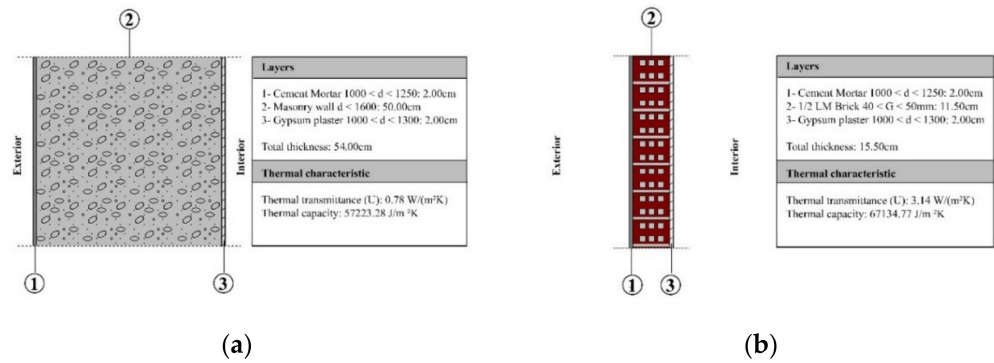 2
Exterior
Interior
1
3
Layers
1- Cement Mortar 1000 < d < 1250: 2.00cm
2- Masonry wall d < 1600: 50.00cm
3- Gypsum plaster 1000 < d < 1300: 2,00cm
Total thickness: 54.00cm
Thermal characteristic
Thermal transmittance (U): 0.78 W/(m²K)
Thermal capacity: 57223.28 J/m ²K
(a)
2
Exterior
Interior
1
3
Layers
1- Cement Mortar 1000 < d < 1250: 2.00cm
2- 1/2 LM Brick 40 < G < 50mm: 11.50cm
3- Gypsum plaster 1000 < d < 1300: 2,00cm
Total thickness: 15.50cm
Thermal characteristic
Thermal transmittance (U): 3.14 W/(m²K)
Thermal capacity: 67134.77 J/m ²K
(b)